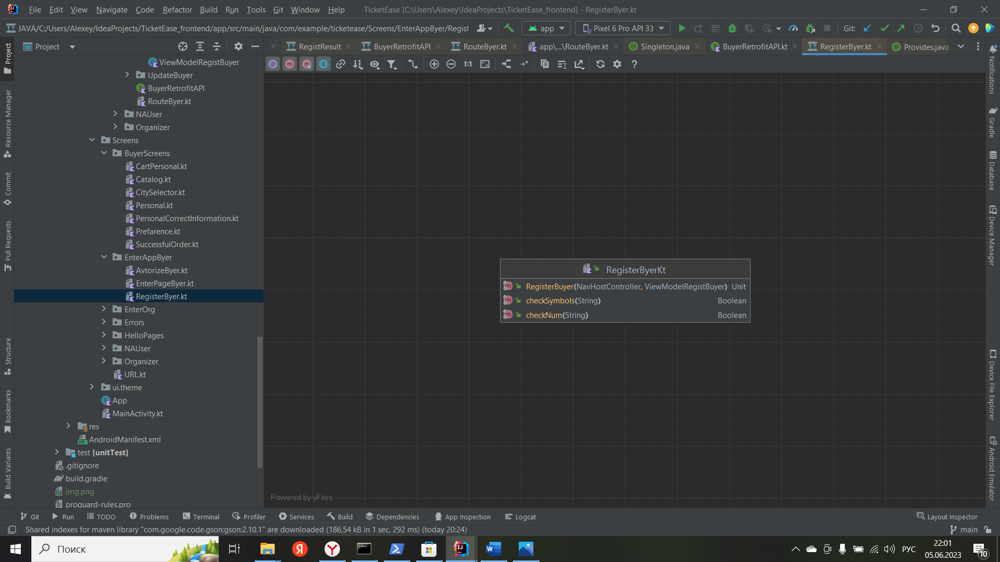 File Edit View Navigate Code Refactor Build Run Tools Git Window Help TicketEase [C:\Users\Alexey\IdeaProjects\TicketEase_frontend] - RegisterByer.kt
JAVA/C:/Users/Alexey/IdeaProjects/TicketEase_frontend/app/src/main/java/com/example/ticketease/Screens/EnterAppByer/Regist app Pixel 6 Pro API 33 Git:
Project RegistResult BuyerRetrofitAPI RouteByer.kt app\...\RouteByer.kt Singleton.java BuyerRetrofitAPI.kt RegisterByer.kt Provides.java
1:1
ViewModelRegistBuyer
UpdateBuyer
BuyerRetrofitAPI
RouteByer.kt
NAUser
Organizer
Screens
BuyerScreens
CartPersonal.kt
Catalog.kt
CitySelector.kt
Personal.kt
PersonalCorrectInformation.kt
Prefarence.kt
SuccessfulOrder.kt
EnterAppByer
AvtorizeByer.kt
EnterPageByer.kt
RegisterByer.kt
EnterOrg
Errors
HelloPages
NAUser
Organizer
URL.kt
ui.theme
App
MainActivity.kt
res
AndroidManifest.xml
test [unitTest]
.gitignore
build.gradle
img.png
proguard-rules.pro
Project
Resource Manager
Commit
Pull Requests
Structure
Bookmarks
Build Variants
RegisterByerKt
RegisterBuyer(NavHostController, ViewModelRegistBuyer) Unit
checkSymbols(String) Boolean
checkNum(String) Boolean
Powered by yFiles
Notifications
Gradle
Database
Device Manager
Device File Explorer
Android Emulator
Git Run TODO Problems Terminal Profiler Services Build Dependencies App Inspection Logcat Layout Inspector
Shared indexes for maven library "com.google.code.gson:gson:2.10.1" are downloaded (186,54 kB in 1 sec, 292 ms) (today 20:24) main
Поиск
РУС
22:01
05.06.2023
10